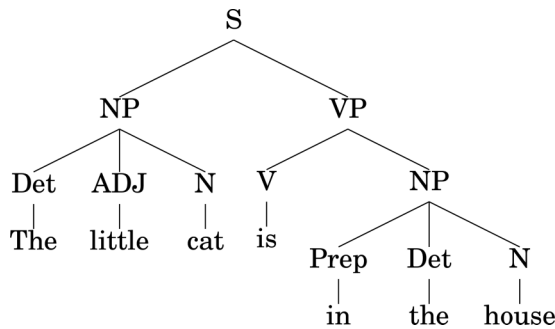 S
NP VP
Det ADJ N V NP
The little cat is
Prep Det N
in the house